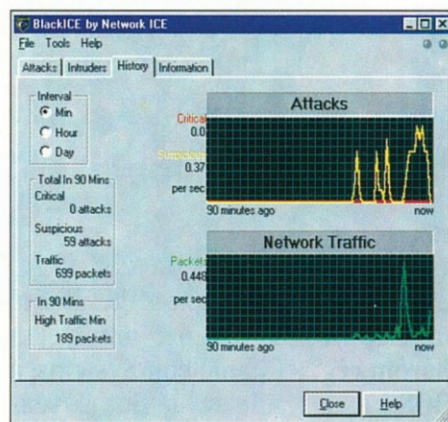 BlackICE by Network ICE
File Tools Help
Attacks Intruders History Information
Interval
Min
Hour
Day
Total In 90 Mins
Critical
0 attacks
Suspicious
59 attacks
Traffic
699 packets
In 90 Mins
High Traffic Min
189 packets
Attacks
Critical
0.0
Suspicious
0.37
per sec
90 minutes ago now
Network Traffic
Packets
0.448
per sec
90 minutes ago now
Close Help